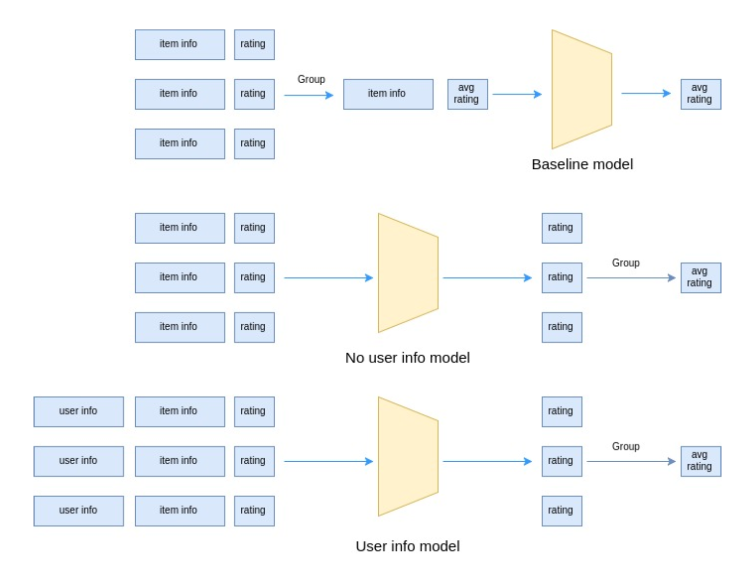 item info rating
Group
item info rating item info avg rating avg rating
item info rating
Baseline model
item info rating rating
Group
item info rating rating avg rating
item info rating rating
No user info model
user info item info rating rating
Group
user info item info rating rating avg rating
user info item info rating rating
User info model